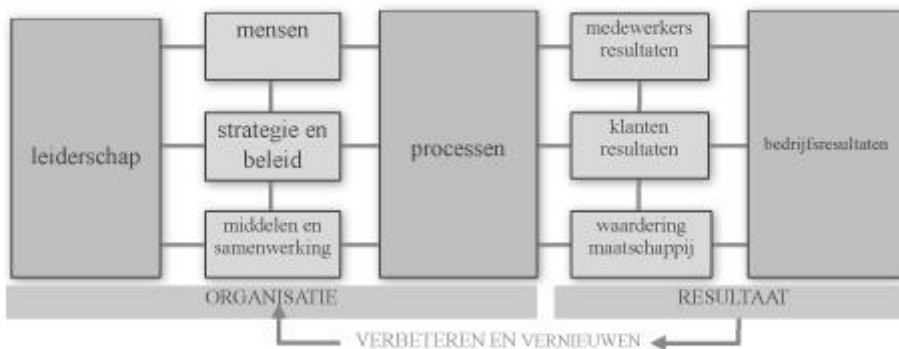 leiderschap
mensen
strategie en
beleid
middelen en
samenwerking
processen
medewerkers
resultaten
klanten
resultaten
waardering
maatschappij
bedrijfsresultaten
ORGANISATIE
RESULTAAT
VERBETEREN EN VERNIEUWEN